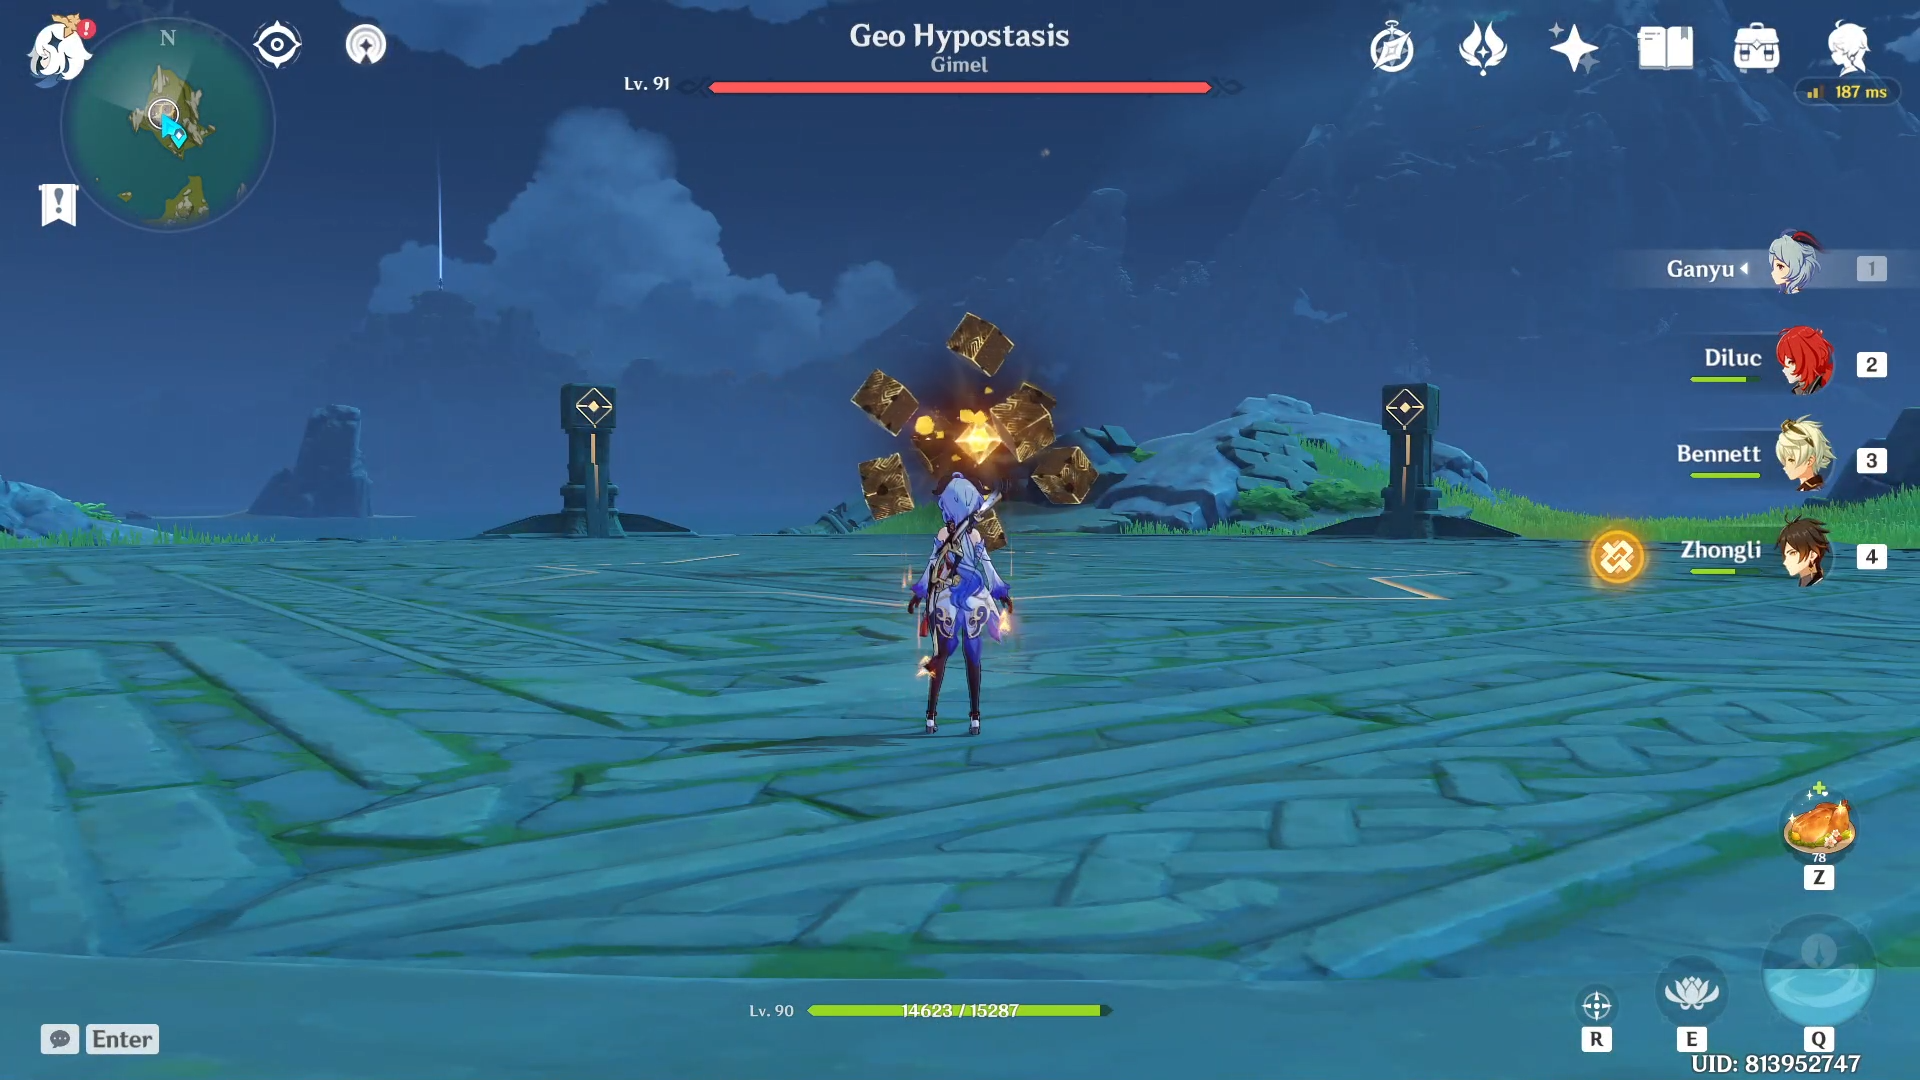 N
Geo Hypostasis
Gimel
Lv. 91
187 ms
Ganyu
1
Diluc
2
Bennett
3
Zhongli
4
78
Z
Lv. 90
14623 / 15287
Enter
R
E
Q
UID: 813952747